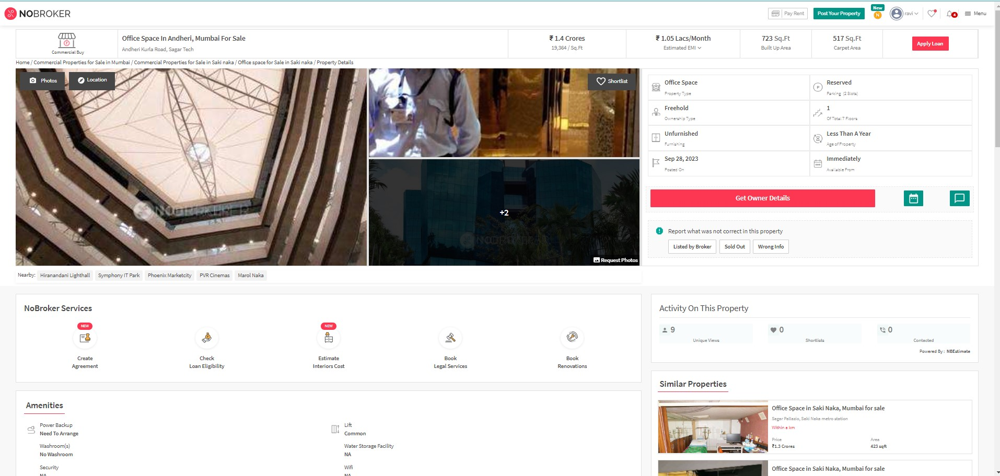 NOBROKER
Pay Rent
Post Your Property
New
N
ravi
4
Menu
Commercial Buy
Office Space In Andheri, Mumbai For Sale
Andheri Kurla Road, Sagar Tech
₹ 1.4 Crores
19,364 / Sq.Ft
₹ 1.05 Lacs/Month
Estimated EMI
723 Sq.Ft
Built Up Area
517 Sq.Ft
Carpet Area
Apply Loan
Home / Commercial Properties for Sale in Mumbai / Commercial Properties for Sale in Saki naka / Office space for Sale in Saki naka / Property Details
Photos
Location
Shortlist
+2
Request Photos
Office Space
Property Type
Reserved
Parking (2 Slots)
Freehold
Ownership Type
1
Of Total 7 Floors
Unfurnished
Furnishing
Less Than A Year
Age of Property
Sep 28, 2023
Posted On
Immediately
Available From
Get Owner Details
Report what was not correct in this property
Listed by Broker
Sold Out
Wrong Info
Nearby: Hiranandani Lighthall Symphony IT Park Phoenix Marketcity PVR Cinemas Marol Naka
NoBroker Services
NEW
Create
Agreement
Check
Loan Eligibility
NEW
Estimate
Interiors Cost
Book
Legal Services
Book
Renovations
Activity On This Property
9
Unique Views
0
Shortlists
0
Contacted
Powered By : NBEstimate
Amenities
Power Backup
Need To Arrange
Lift
Common
Washroom(s)
No Washroom
Water Storage Facility
NA
Security
NA
Wifi
NA
Similar Properties
Office Space in Saki Naka, Mumbai for sale
Sagar Pallazio, Saki Naka metro station
Within a km
Price
₹1.3 Crores
Area
423 sqft
Office Space in Saki Naka, Mumbai for sale